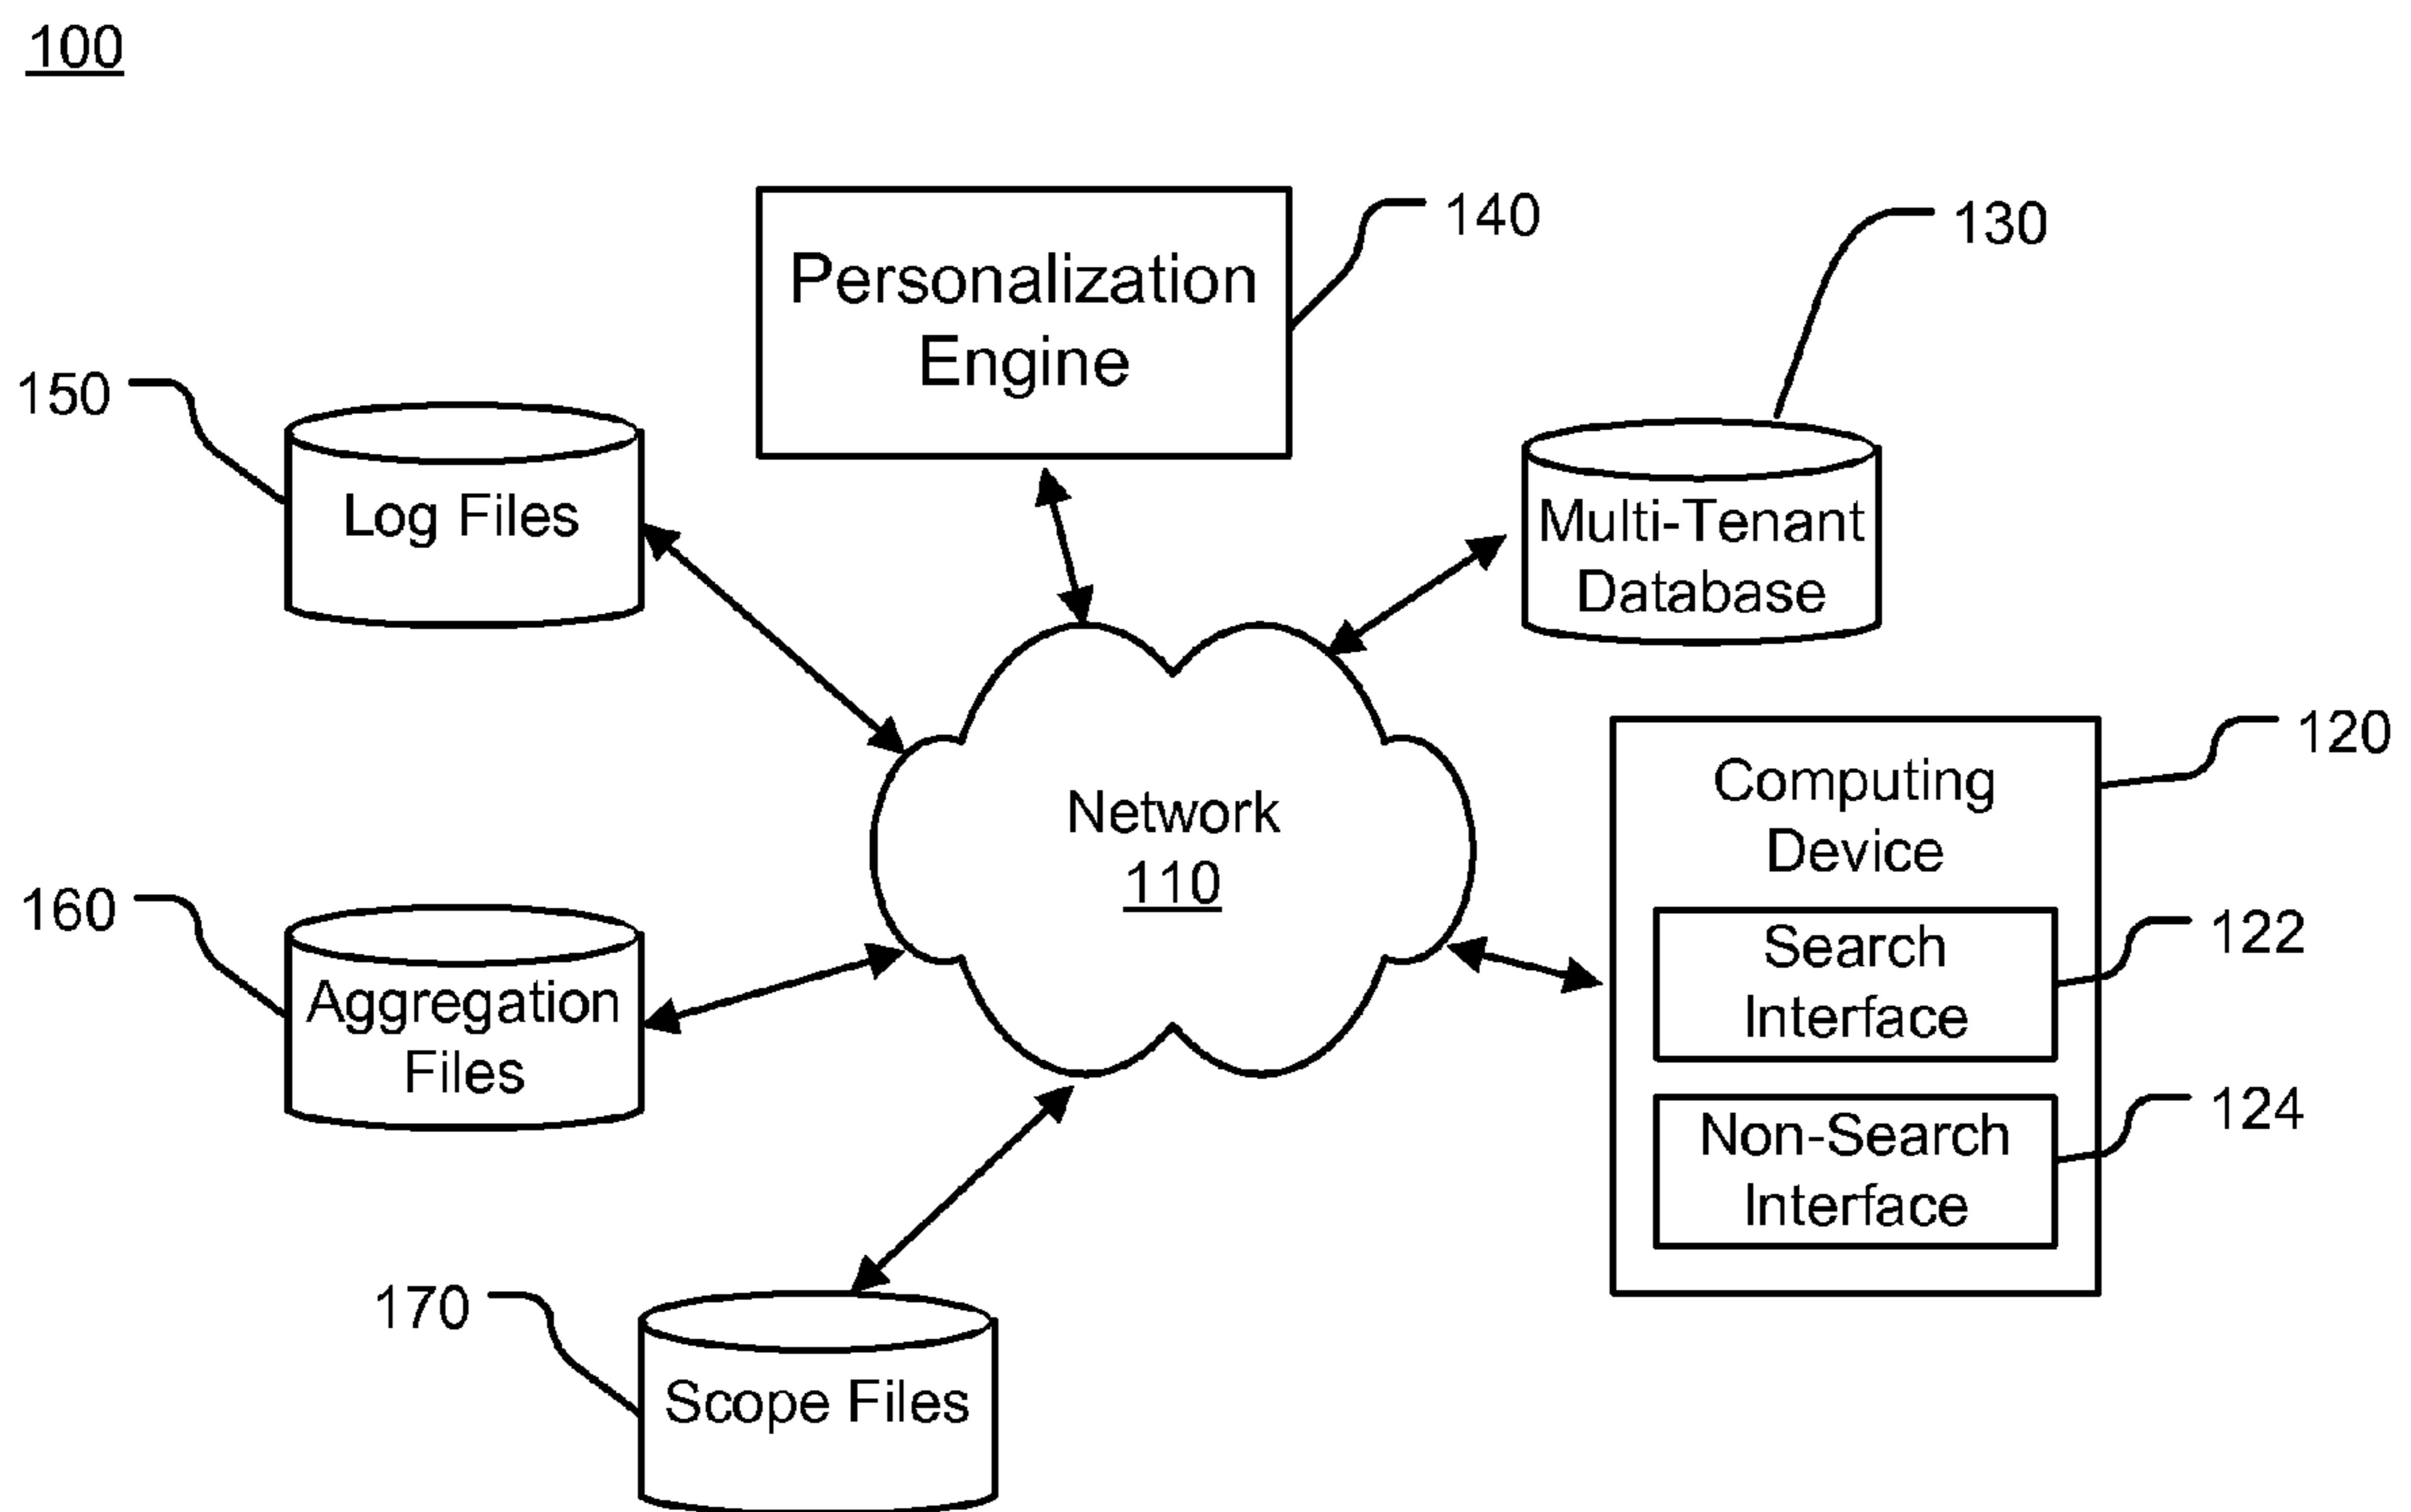 100
Personalization
Engine
140
130
150
Log Files
Multi-Tenant
Database
120
Computing
Device
Network
110
160
Aggregation
Files
Search
Interface
122
Non-Search
Interface
124
170
Scope Files